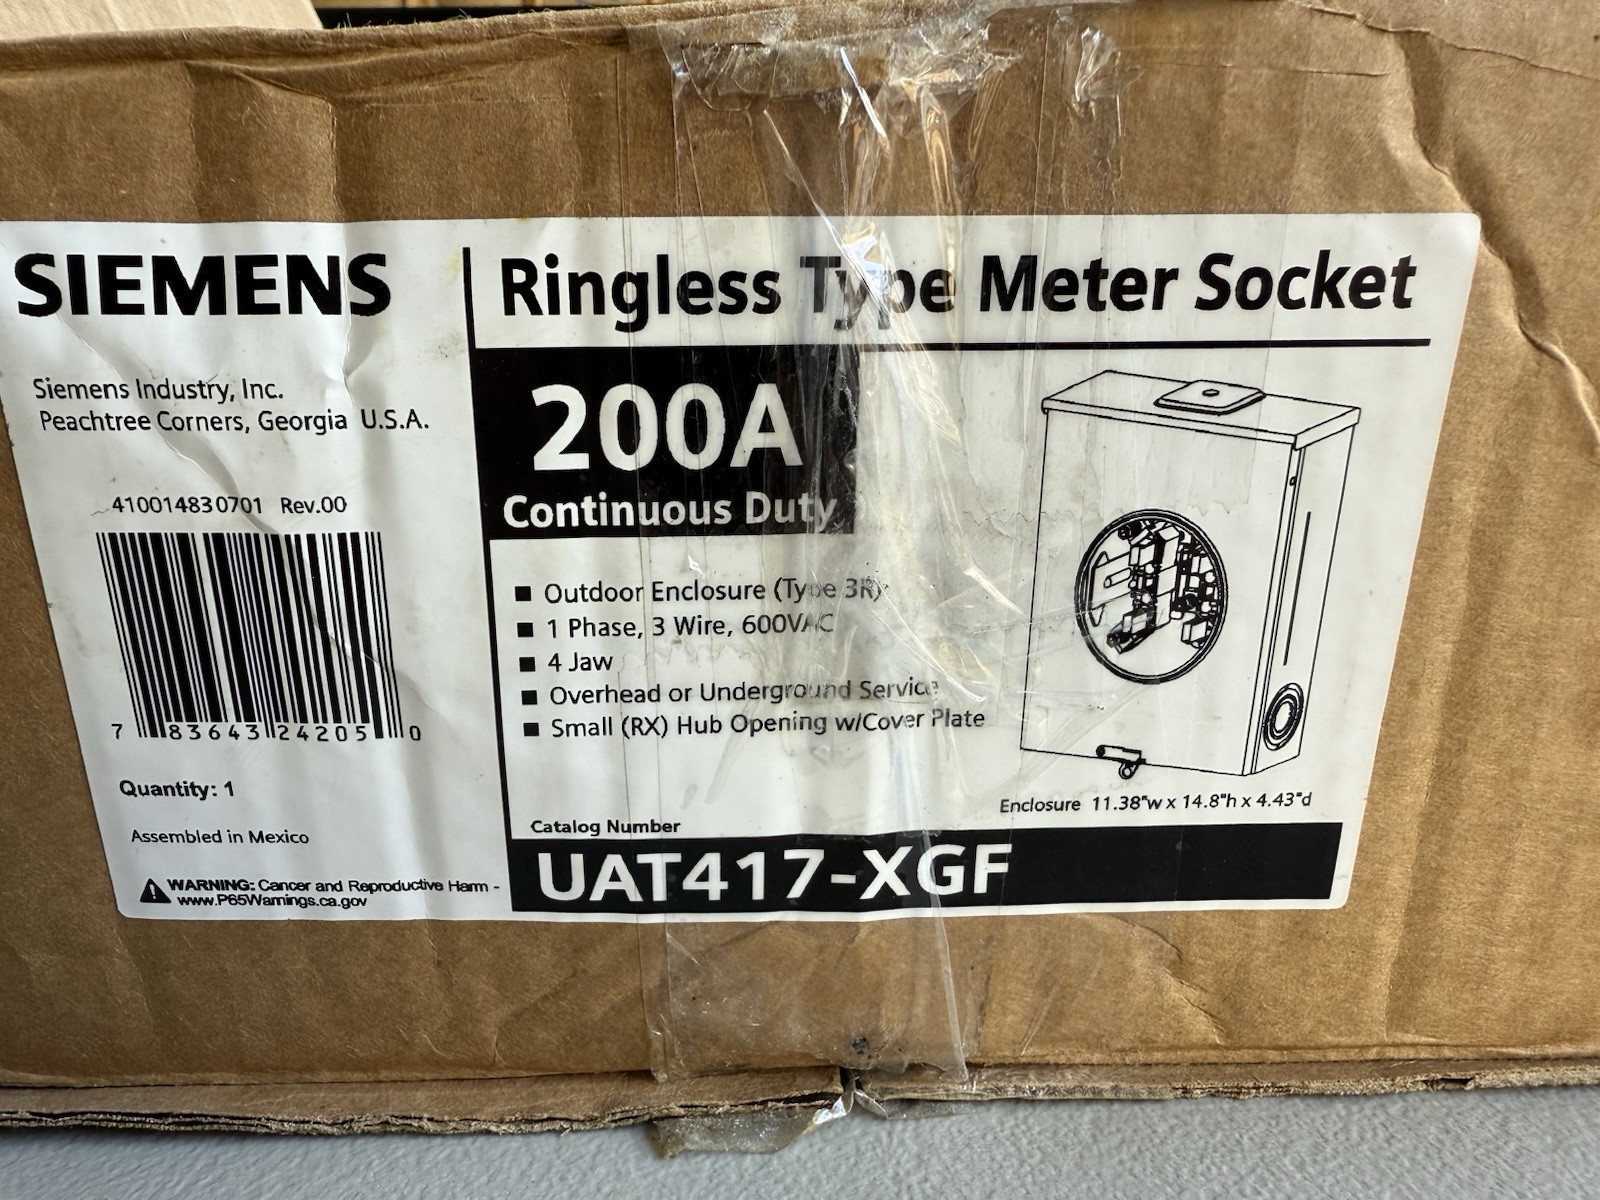 SIEMENS
Siemens Industry, Inc.
Peachtree Corners, Georgia U.S.A.
410014830701 Rev.00
7 83643 24205 0
Quantity: 1
Assembled in Mexico
WARNING: Cancer and Reproductive Harm -
www.P65Warnings.ca.gov
Ringless Type Meter Socket
200A
Continuous Duty
■ Outdoor Enclosure (Type 3R)
■ 1 Phase, 3 Wire, 600VAC
■ 4 Jaw
■ Overhead or Underground Service
■ Small (RX) Hub Opening w/Cover Plate
Enclosure 11.38"w x 14.8"h x 4.43"d
Catalog Number
UAT417-XGF